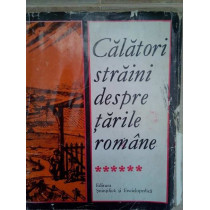 Călători
străini
despre
țările
române
******
Editura
Științifică și Enciclopedică